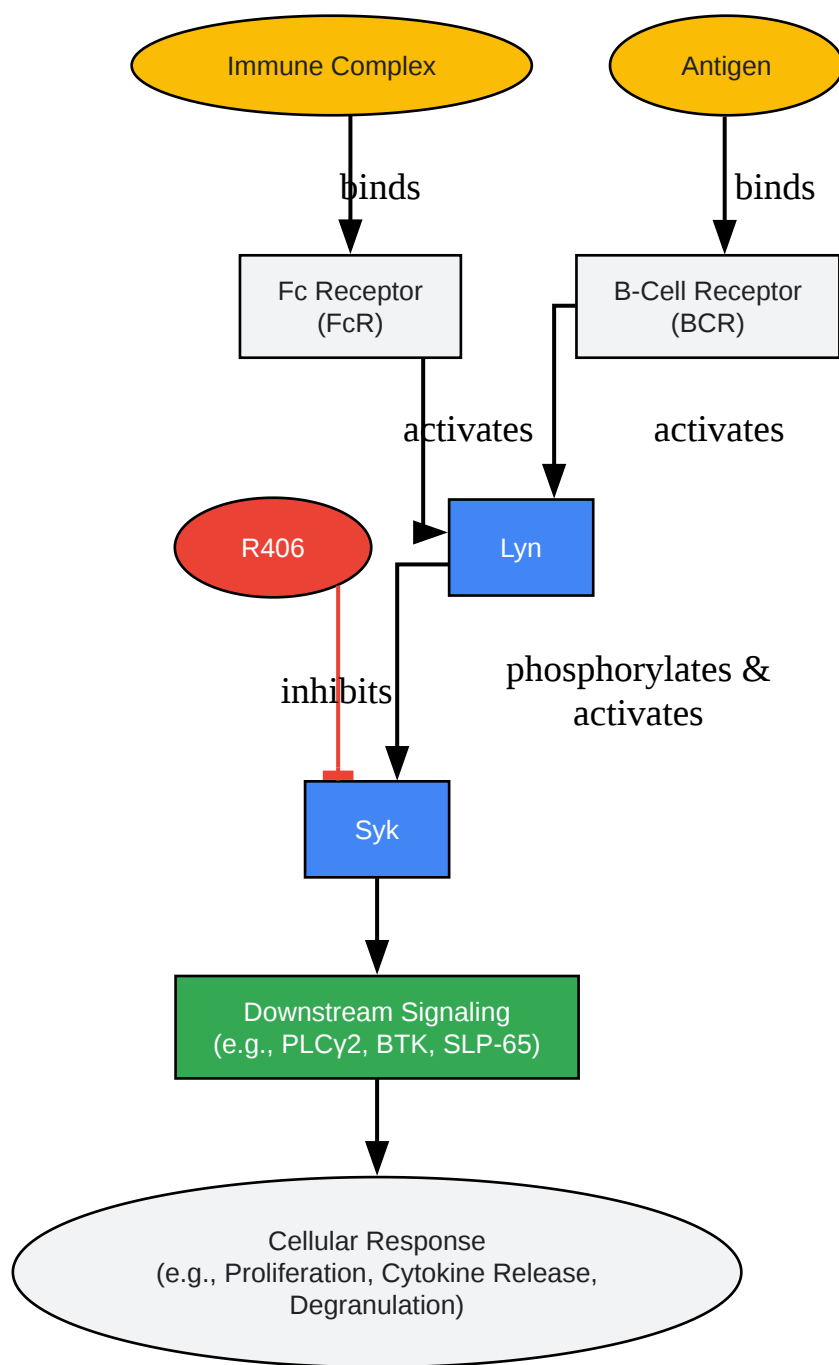 Immune Complex
Antigen
binds
binds
Fc Receptor
(FcR)
B-Cell Receptor
(BCR)
activates
activates
R406
Lyn
inhibits
phosphorylates &
activates
Syk
Downstream Signaling
(e.g., PLCγ2, BTK, SLP-65)
Cellular Response
(e.g., Proliferation, Cytokine Release,
Degranulation)